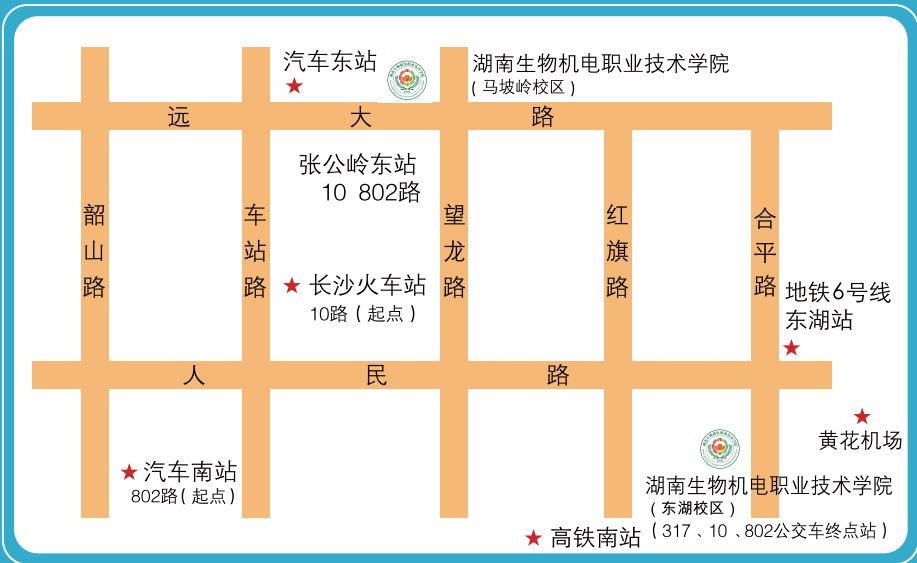 汽车东站
湖南生物机电职业技术学院
(马坡岭校区)
远大路
张公岭东站
10 802路
韶山路
车站路
望龙路
红旗路
合平路
长沙火车站
10路(起点)
地铁6号线
东湖站
人民路
黄花机场
汽车南站
802路(起点)
湖南生物机电职业技术学院
(东湖校区)
(317、10、802公交车终点站)
高铁南站